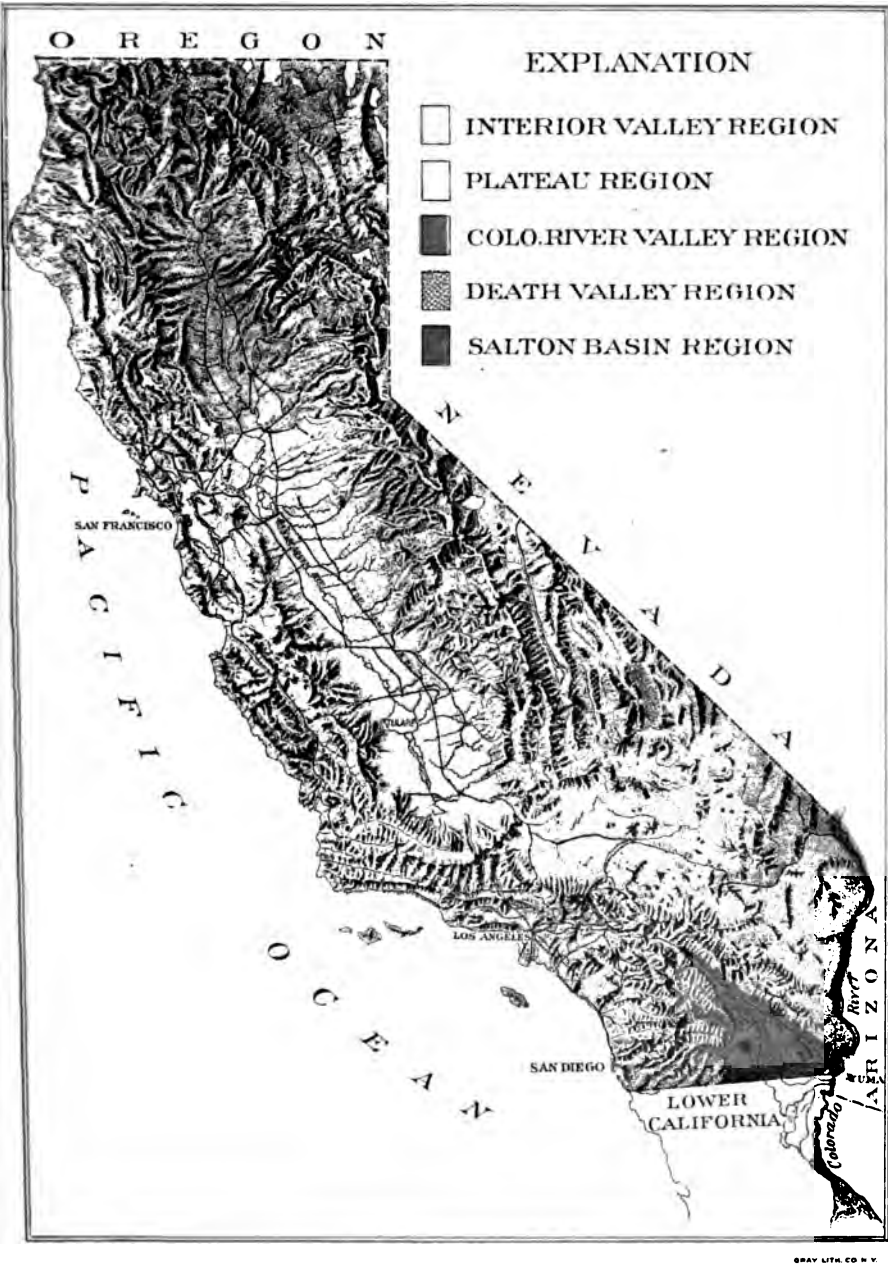 OREGON
EXPLANATION
INTERIOR VALLEY REGION
PLATEAU REGION
COLO. RIVER VALLEY REGION
DEATH VALLEY REGION
SALTON BASIN REGION
NEVADA
PACIFIC OCEAN
SAN FRANCISCO
TULARE
LOS ANGELES
SAN DIEGO
LOWER
CALIFORNIA
ARIZONA
River
YUMA
Colorado
GRAY LITH. CO. N.Y.